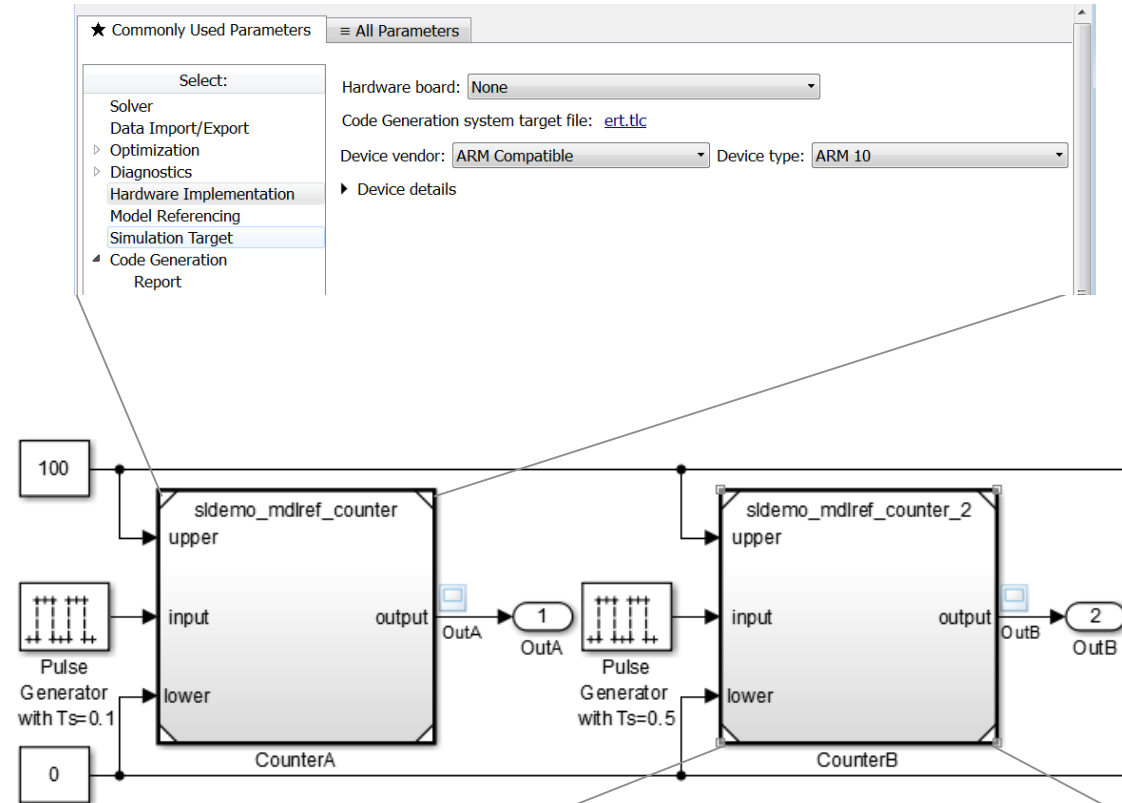 ★ Commonly Used Parameters ≡ All Parameters
Select:
Solver
Data Import/Export
Optimization
Diagnostics
Hardware Implementation
Model Referencing
Simulation Target
Code Generation
Report
Hardware board: None
Code Generation system target file: ert.tlc
Device vendor: ARM Compatible Device type: ARM 10
Device details
100
sldemo_mdlref_counter
upper
input
output
lower
CounterA
Pulse
Generator
with Ts=0.1
0
OutA
1
OutA
sldemo_mdlref_counter_2
upper
input
output
lower
CounterB
Pulse
Generator
with Ts=0.5
OutB
2
OutB